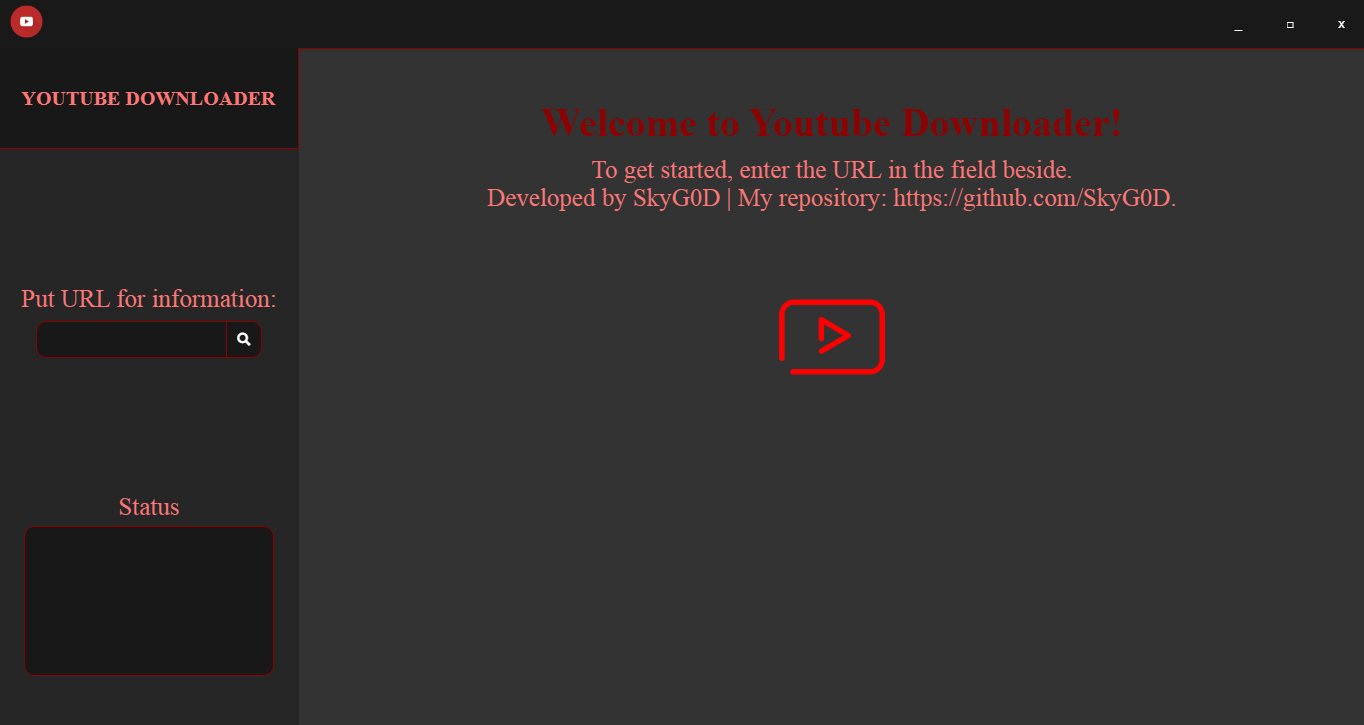 YOUTUBE DOWNLOADER
Welcome to Youtube Downloader!
To get started, enter the URL in the field beside.
Developed by SkyG0D | My repository: https://github.com/SkyG0D.
Put URL for information:
Status